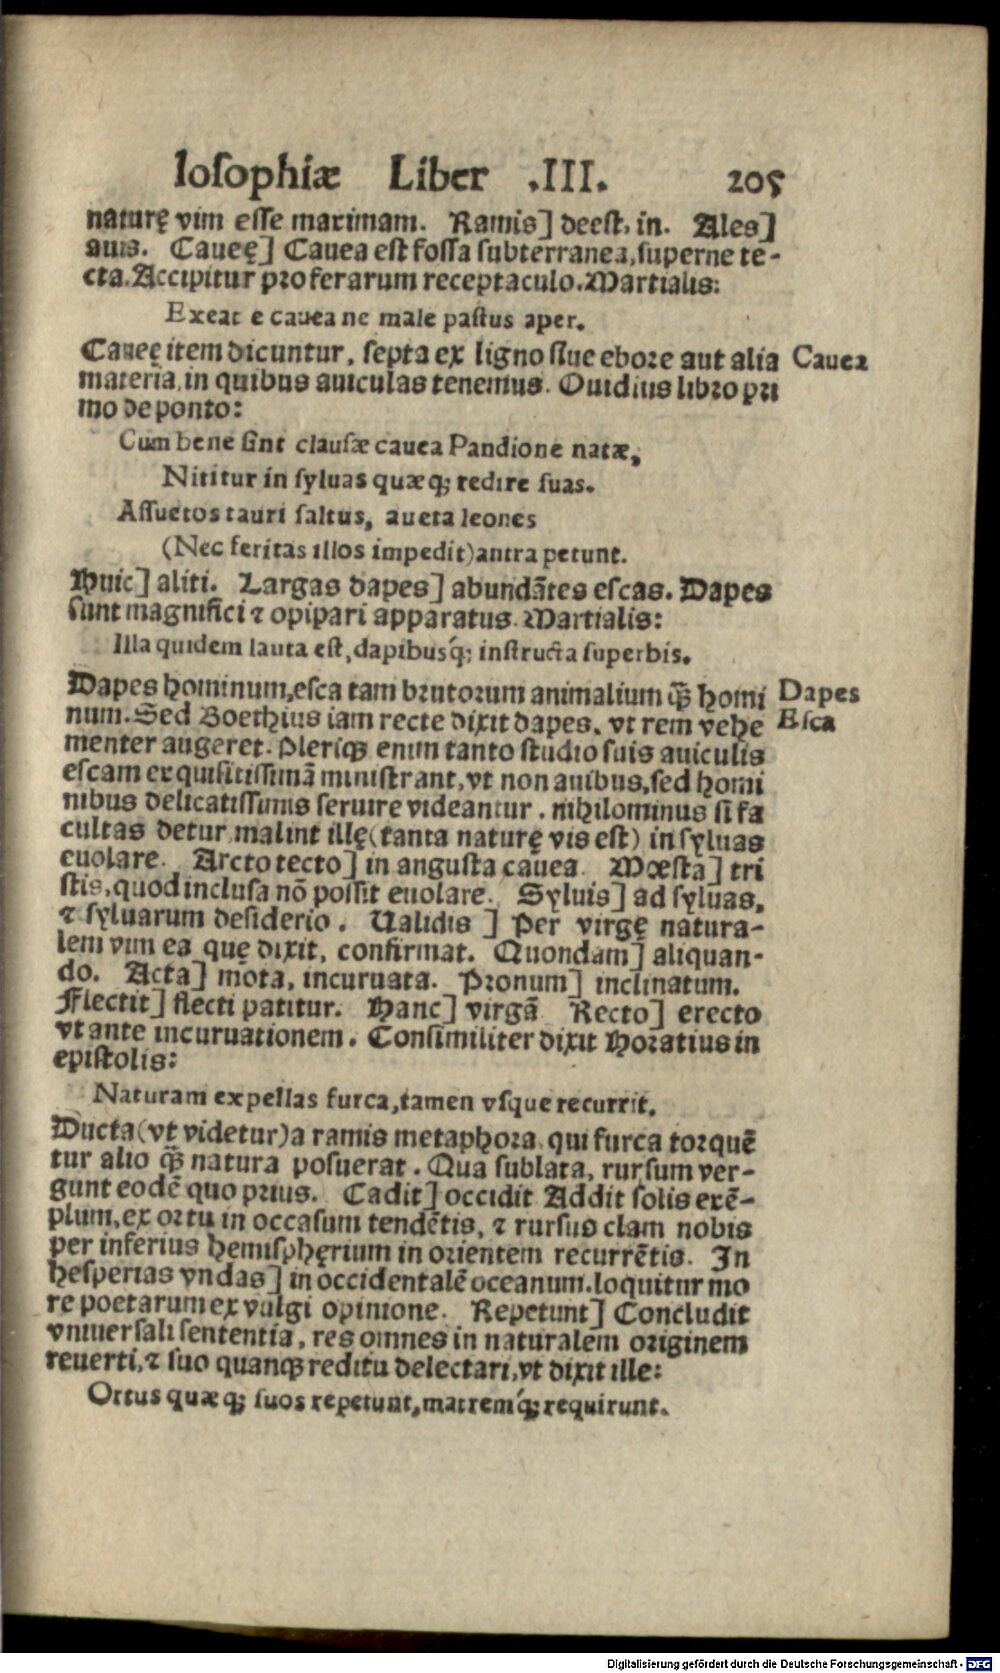 losophiæ Liber .III. 205
naturę vim esse maximam. Ramis] deest, in. Ales]
auis. Caueę] Cauea est fossa subterranea, superne te-
cta. Accipitur pro ferarum receptaculo. Martialis:
Exeat e cauea ne male pastus aper.
Caueę item dicuntur, septa ex ligno siue ebore aut alia
Cauea
materia, in quibus auiculas tenemus. Ouidius libro pri
mo de ponto:
Cum bene sint clausæ cauea Pandione natæ,
Nititur in syluas quæq; redire suas.
Assuetos tauri saltus, aueta leones
(Nec feritas illos impedit) antra petunt.
Huic] aliti. Largas dapes] abundãtes escas. Dapes
sunt magnifici ⁊ opipari apparatus. Martialis:
Illa quidem lauta est, dapibusq́; instructa superbis.
Dapes hominum, esca tam brutorum animalium q̃ homi
Dapes
num. Sed Boethius iam recte dixit dapes, vt rem vehe
Esca
menter augeret. Pleriq; enim tanto studio suis auiculis
escam exquisitissimã ministrant, vt non auibus, sed homi
nibus delicatissimis seruire videantur. nihilominus si fa
cultas detur malint illę (tanta naturę vis est) in syluas
euolare. Arcto tecto] in angusta cauea. Mœsta] tri
stis, quod inclusa nõ possit euolare. Syluis] ad syluas,
⁊ syluarum desiderio. Ualidis] Per virgę natura-
lem vim ea quę dixit, confirmat. Quondam] aliquan-
do. Acta] mota, incuruata. Pronum] inclinatum.
Flectit] flecti patitur. Hanc] virgã Recto] erecto
vt ante incuruationem. Consimiliter dixit Horatius in
epistolis:
Naturam expellas furca, tamen vsque recurrit.
Ducta (vt videtur) a ramis metaphora, qui furca torquẽ
tur alio q̃ natura posuerat. Qua sublata, rursum ver-
gunt eodẽ quo prius. Cadit] occidit Addit solis exẽ-
plum, ex ortu in occasum tendẽtis, ⁊ rursus clam nobis
per inferius hemisphęrium in orientem recurrẽtis. In
hesperias vndas] in occidentalẽ oceanum. loquitur mo
re poetarum ex vulgi opinione. Repetunt] Concludit
vniuersali sententia, res omnes in naturalem originem
reuerti, ⁊ suo quanq; reditu delectari, vt dixit ille:
Ortus quæq; suos repetunt, matremq́; requirunt.
Digitalisierung gefördert durch die Deutsche Forschungsgemeinschaft - DFG